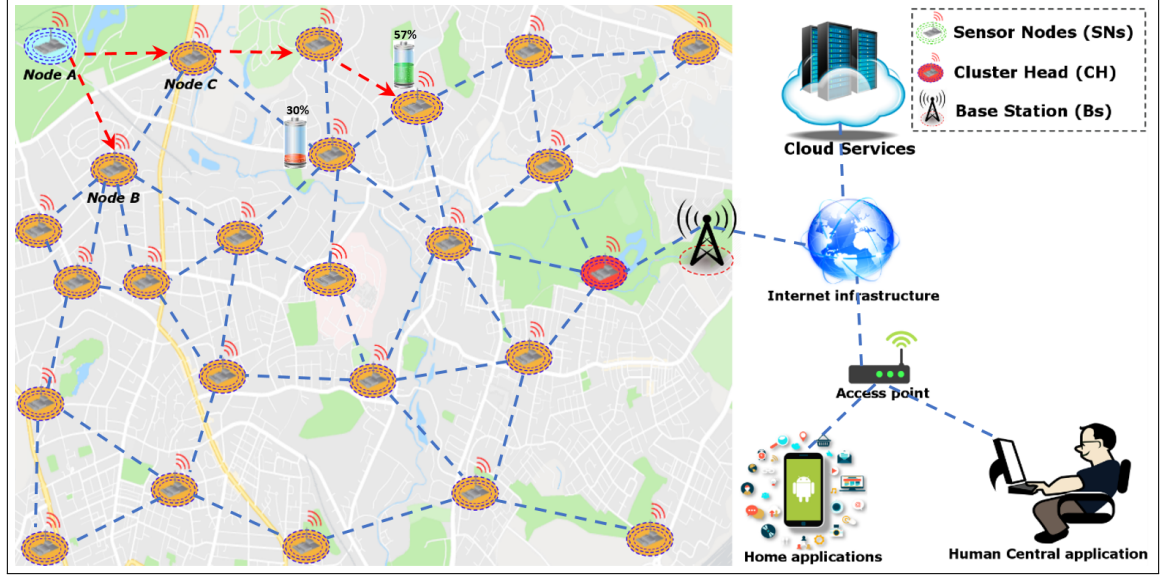 57%
Sensor Nodes (SNs)
Node A
Node C
Cluster Head (CH)
30%
Base Station (Bs)
Cloud Services
Node B
Internet infrastructure
Access point
Home applications
Human Central application